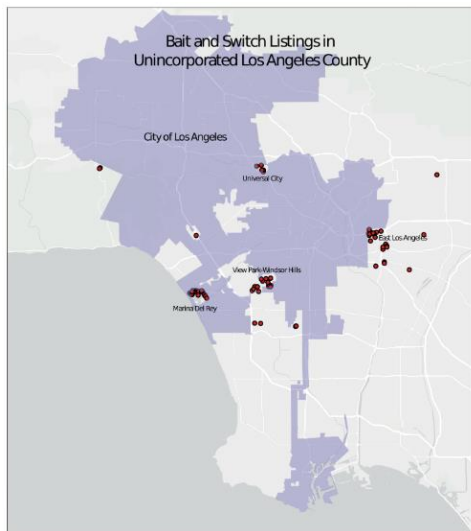 Bait and Switch Listings in
Unincorporated Los Angeles County
City of Los Angeles
Universal City
East Los Angeles
View Park-Windsor Hills
Marina Del Rey